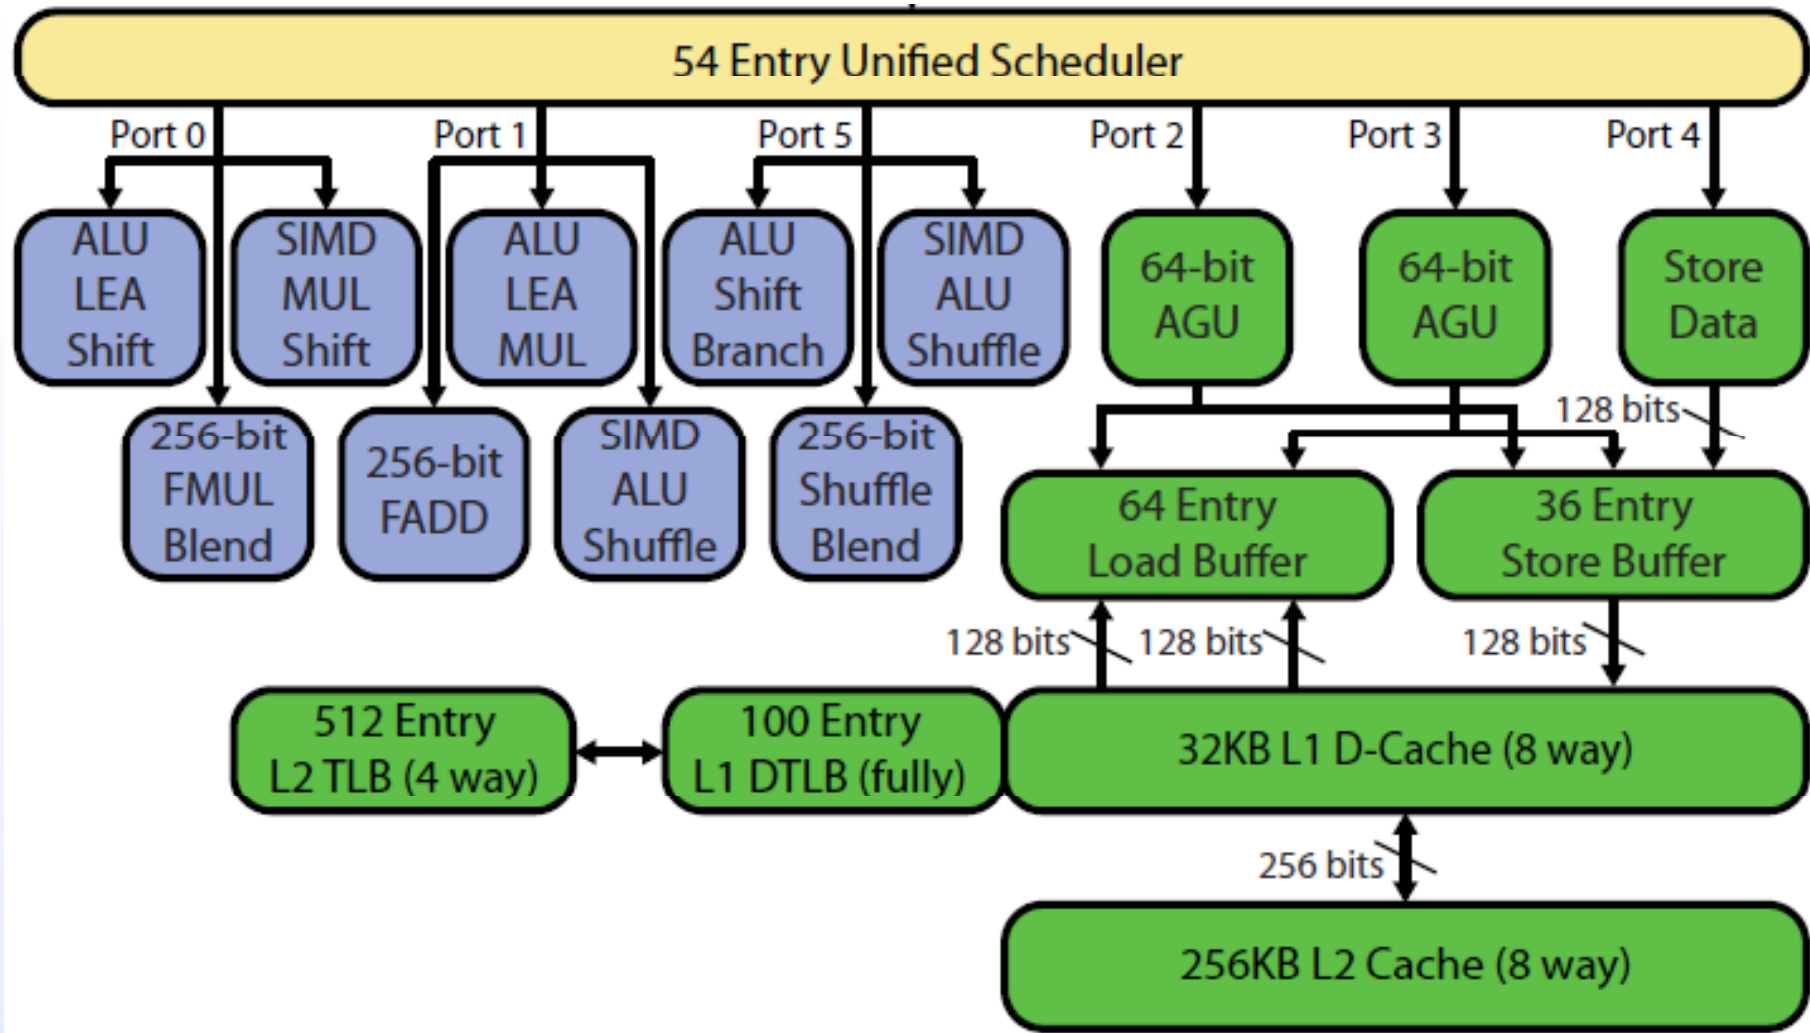 54 Entry Unified Scheduler
Port 0
Port 1
Port 5
Port 2
Port 3
Port 4
ALU
LEA
Shift
SIMD
MUL
Shift
ALU
LEA
MUL
ALU
Shift
Branch
SIMD
ALU
Shuffle
64-bit
AGU
64-bit
AGU
Store
Data
256-bit
FMUL
Blend
256-bit
FADD
SIMD
ALU
Shuffle
256-bit
Shuffle
Blend
128 bits
64 Entry
Load Buffer
36 Entry
Store Buffer
128 bits
128 bits
128 bits
512 Entry
L2 TLB (4 way)
100 Entry
L1 DTLB (fully)
32KB L1 D-Cache (8 way)
256 bits
256KB L2 Cache (8 way)